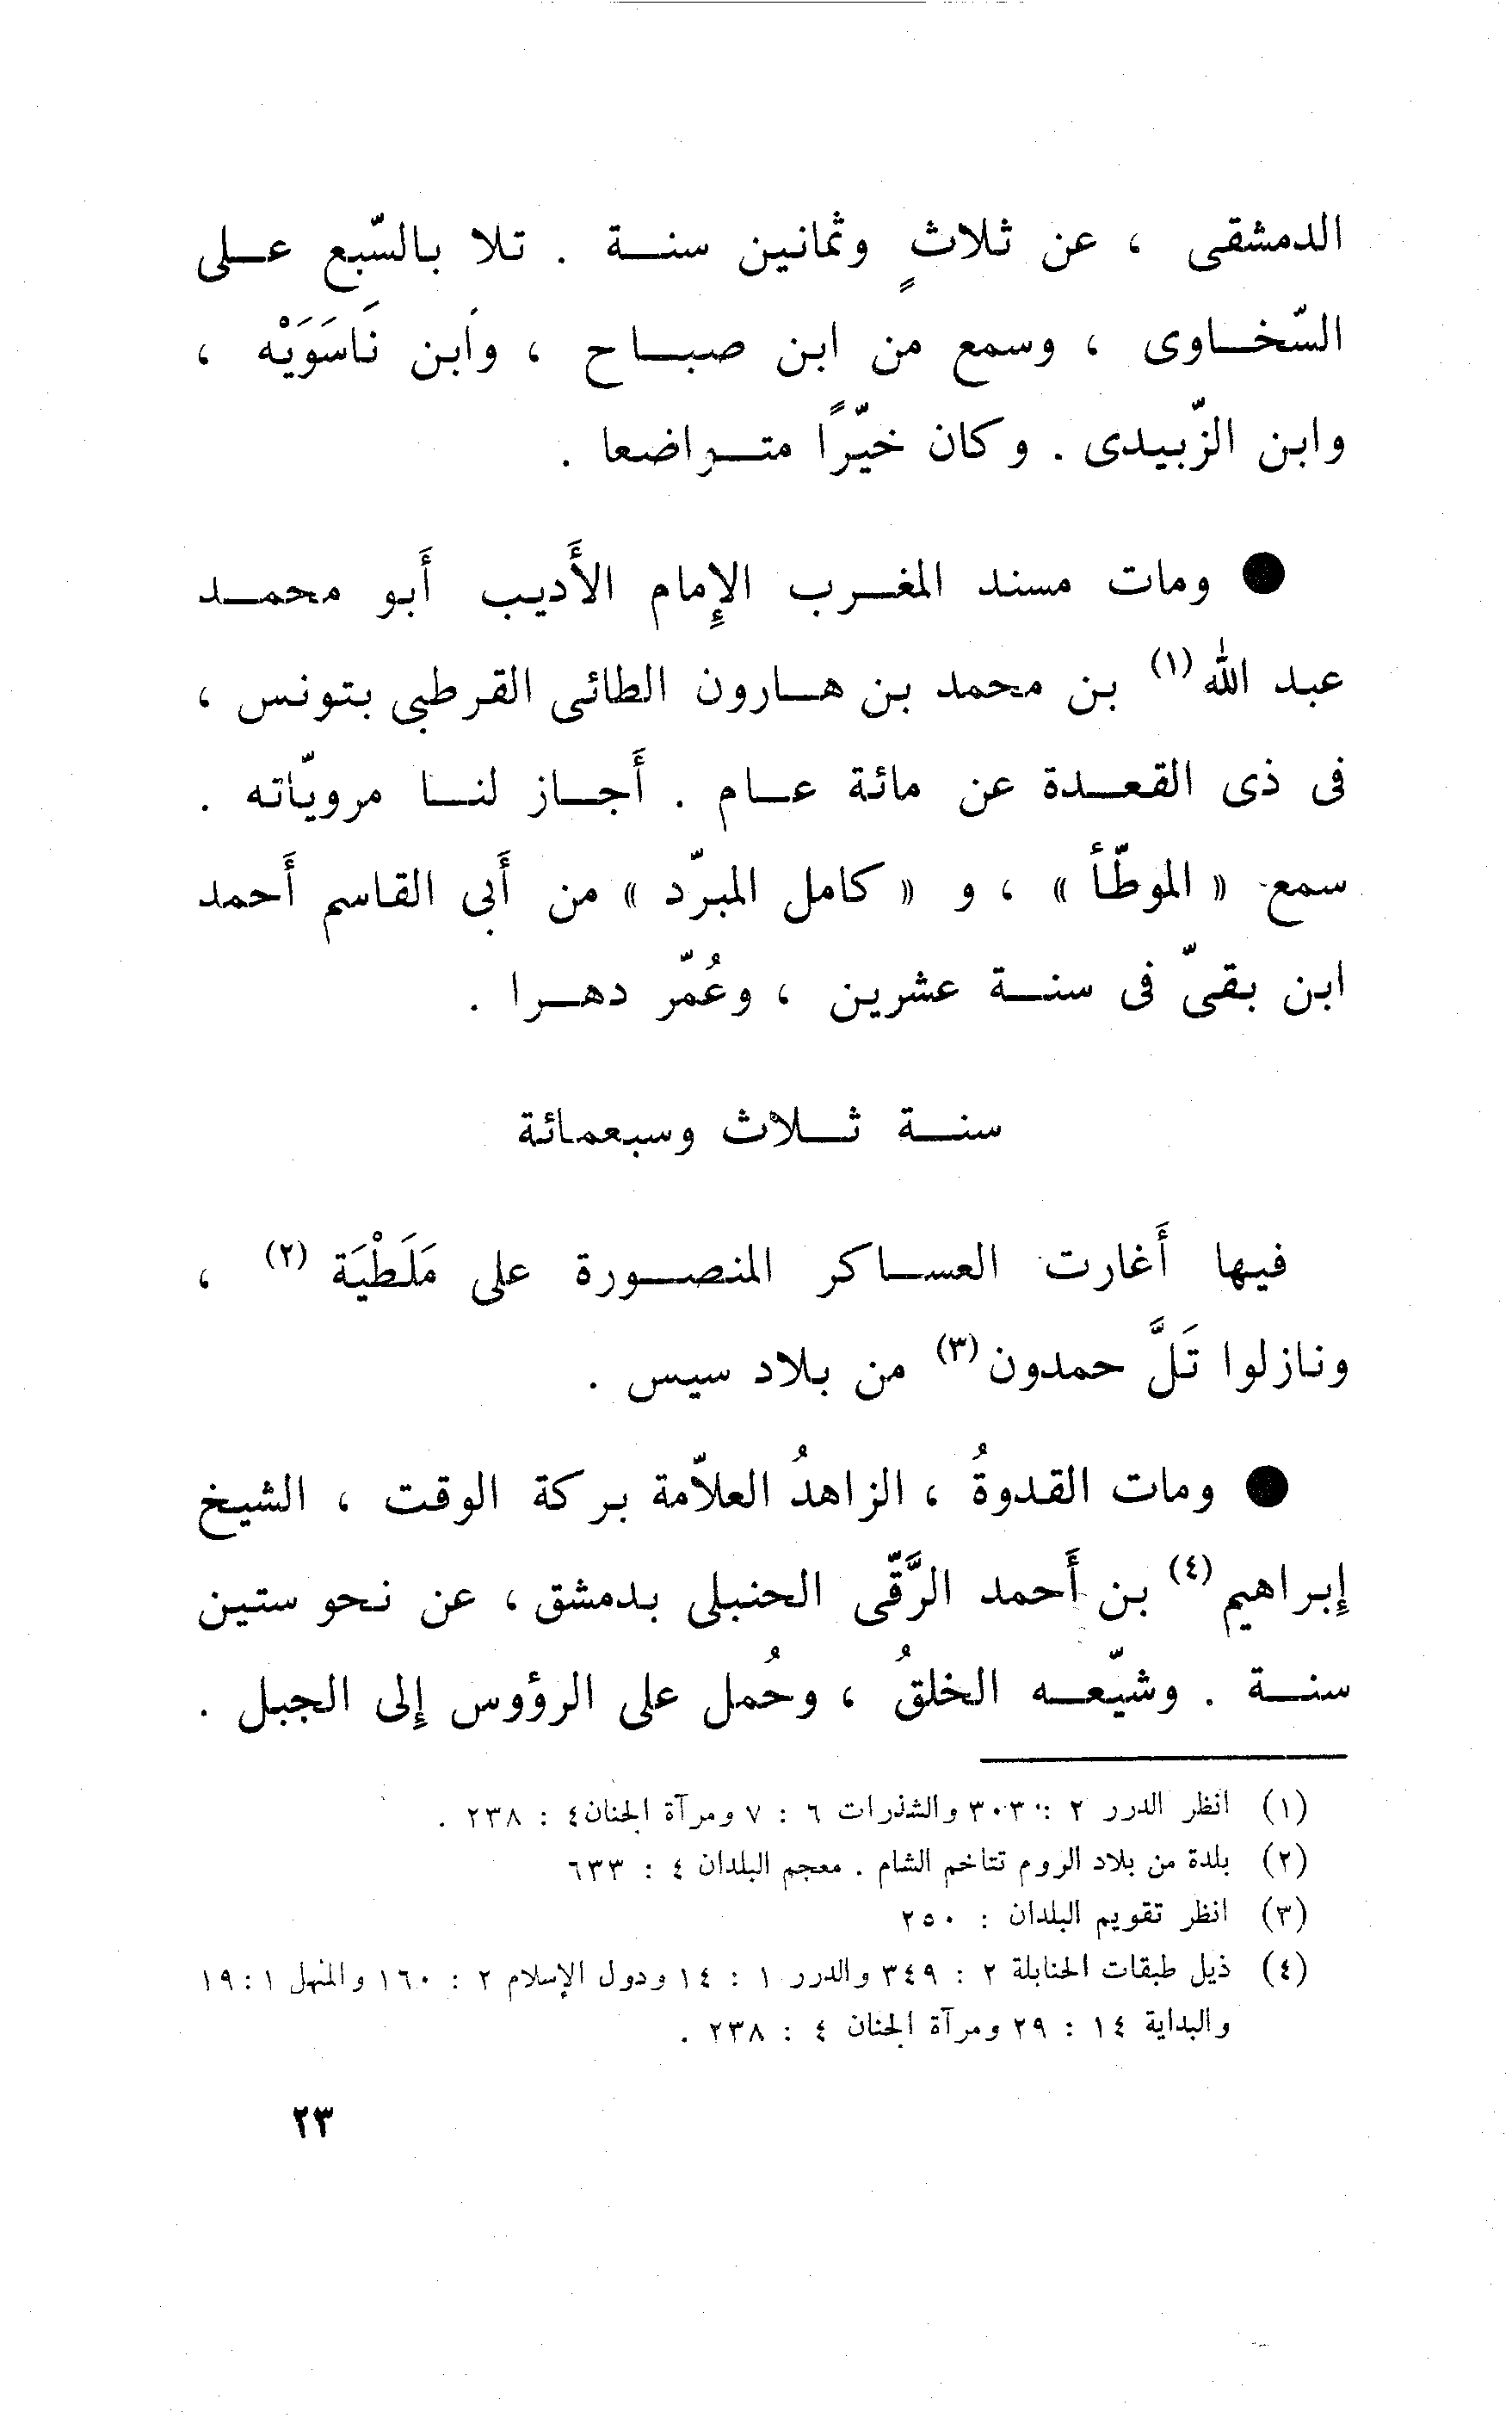 الدمشقى ، عن ثلاثٍ وثمانين سنة . تلا بالسّبع على
السّخاوى ، وسمع من ابن صباح ، وابن نَاسَوَيْه ،
وابن الزّبيدى . وكان خيّرًا متواضعا .
● ومات مسند المغرب الإِمام الأَديب أَبو محمد
عبد الله (١) بن محمد بن هارون الطائى القرطبي بتونس ،
فى ذى القعدة عن مائة عام . أَجاز لنا مرويّاته .
سمع « الموطّأ » ، و « كامل المبرّد » من أَبى القاسم أَحمد
ابن بقىّ فى سنة عشرين ، وعُمّر دهرا .
سنة ثلاث وسبعمائة
فيها أَغارت العساكر المنصورة على مَلَطْيَة (٢) ،
ونازلوا تَلَّ حمدون (٣) من بلاد سيس .
● ومات القدوةُ ، الزاهدُ العلاّمة بركة الوقت ، الشيخ
إِبراهيم (٤) بن أَحمد الرَّقّى الحنبلى بدمشق ، عن نحو ستين
سنة . وشيّعه الخلقُ ، وحُمل على الرؤوس إِلى الجبل .
(١) انظر الدرر ٢ : ٣٠٣ والشذرات ٦ : ٧ ومرآة الجنان ٤ : ٢٣٨ .
(٢) بلدة من بلاد الروم تتاخم الشام . معجم البلدان ٤ : ٦٣٣
(٣) انظر تقويم البلدان : ٢٥٠
(٤) ذيل طبقات الحنابلة ٢ : ٣٤٩ والدرر ١ : ١٤ ودول الإسلام ٢ : ١٦٠ والمنهل ١ : ١٩
والبداية ١٤ : ٢٩ ومرآة الجنان ٤ : ٢٣٨ .
٢٣